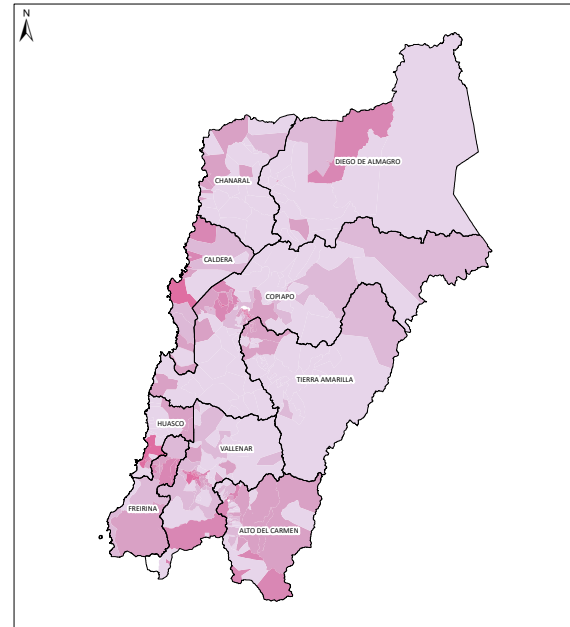 N
DIEGO DE ALMAGRO
CHANARAL
CALDERA
COPIAPO
TIERRA AMARILLA
HUASCO
VALLENAR
FREIRINA
ALTO DEL CARMEN